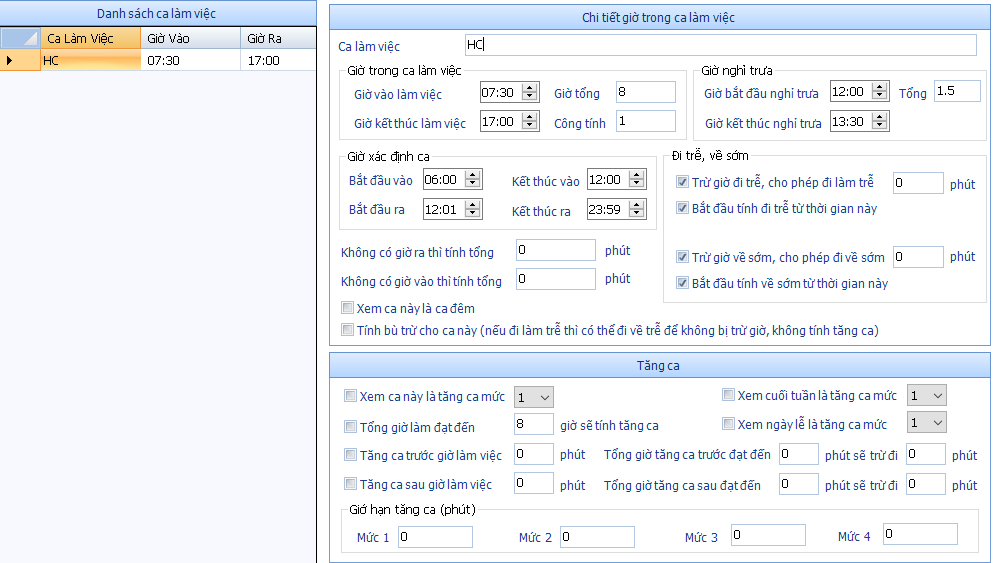 Danh sách ca làm việc
Ca Làm Việc Giờ Vào Giờ Ra
HC 07:30 17:00
Chi tiết giờ trong ca làm việc
Ca làm việc HC
Giờ trong ca làm việc
Giờ vào làm việc 07:30 Giờ tổng 8
Giờ kết thúc làm việc 17:00 Công tính 1
Giờ nghỉ trưa
Giờ bắt đầu nghỉ trưa 12:00 Tổng 1.5
Giờ kết thúc nghỉ trưa 13:30
Giờ xác định ca
Bắt đầu vào 06:00 Kết thúc vào 12:00
Bắt đầu ra 12:01 Kết thúc ra 23:59
Đi trễ, về sớm
Trừ giờ đi trễ, cho phép đi làm trễ 0 phút
Bắt đầu tính đi trễ từ thời gian này
Trừ giờ về sớm, cho phép đi về sớm 0 phút
Bắt đầu tính về sớm từ thời gian này
Không có giờ ra thì tính tổng 0 phút
Không có giờ vào thì tính tổng 0 phút
Xem ca này là ca đêm
Tính bù trừ cho ca này (nếu đi làm trễ thì có thể đi về trễ để không bị trừ giờ, không tính tăng ca)
Tăng ca
Xem ca này là tăng ca mức 1 Xem cuối tuần là tăng ca mức 1
Tổng giờ làm đạt đến 8 giờ sẽ tính tăng ca Xem ngày lễ là tăng ca mức 1
Tăng ca trước giờ làm việc 0 phút Tổng giờ tăng ca trước đạt đến 0 phút sẽ trừ đi 0 phút
Tăng ca sau giờ làm việc 0 phút Tổng giờ tăng ca sau đạt đến 0 phút sẽ trừ đi 0 phút
Giớ hạn tăng ca (phút)
Mức 1 0 Mức 2 0 Mức 3 0 Mức 4 0